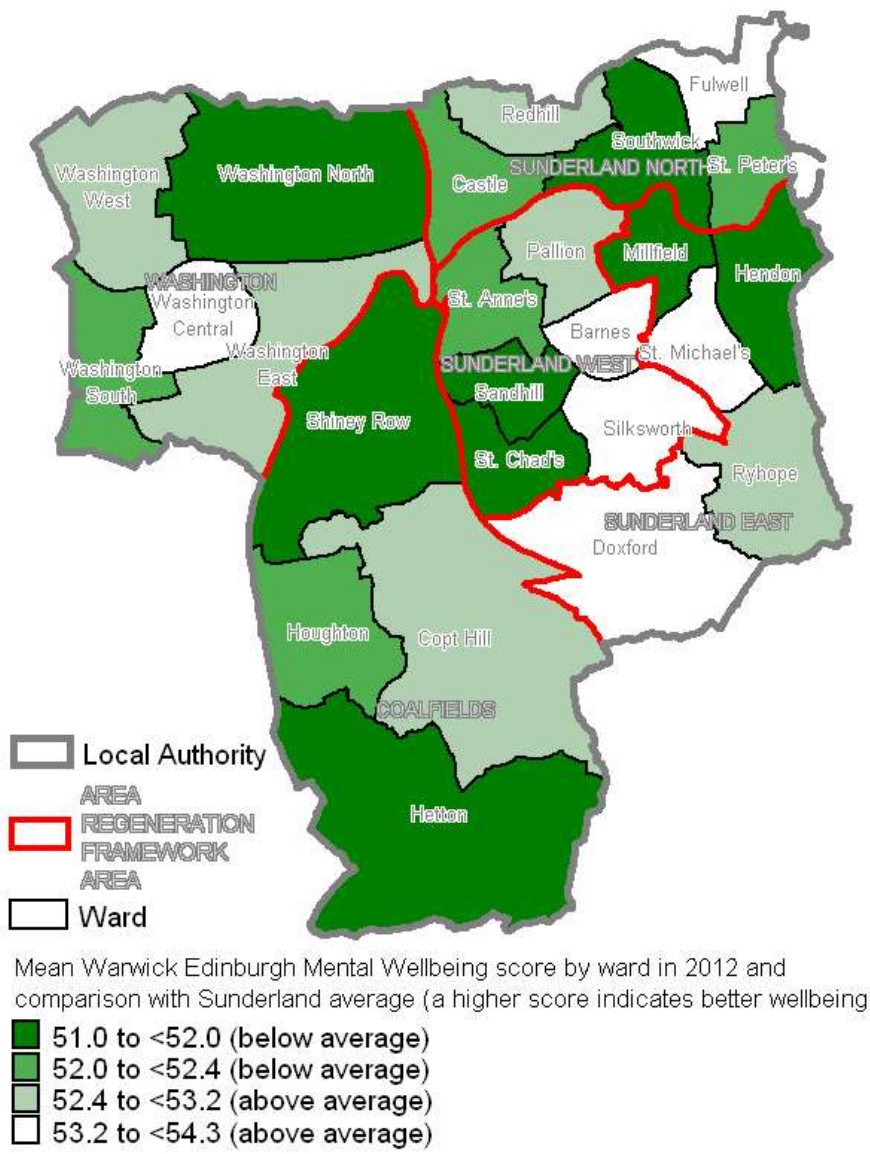 Fulwell
Redhill
Southwick
SUNDERLAND NORTH
St. Peter's
Washington
West
Washington North
Castle
Pallion
Millfield
Hendon
WASHINGTON
Washington
Central
St. Anne's
Barnes
St. Michael's
Washington
East
Washington
South
SUNDERLAND WEST
Sandhill
Shiney Row
Silksworth
St. Chad's
Ryhope
SUNDERLAND EAST
Doxford
Houghton
Copt Hill
COALFIELDS
Hetton
Local Authority
AREA
REGENERATION
FRAMEWORK
AREA
Ward
Mean Warwick Edinburgh Mental Wellbeing score by ward in 2012 and
comparison with Sunderland average (a higher score indicates better wellbeing
51.0 to <52.0 (below average)
52.0 to <52.4 (below average)
52.4 to <53.2 (above average)
53.2 to <54.3 (above average)